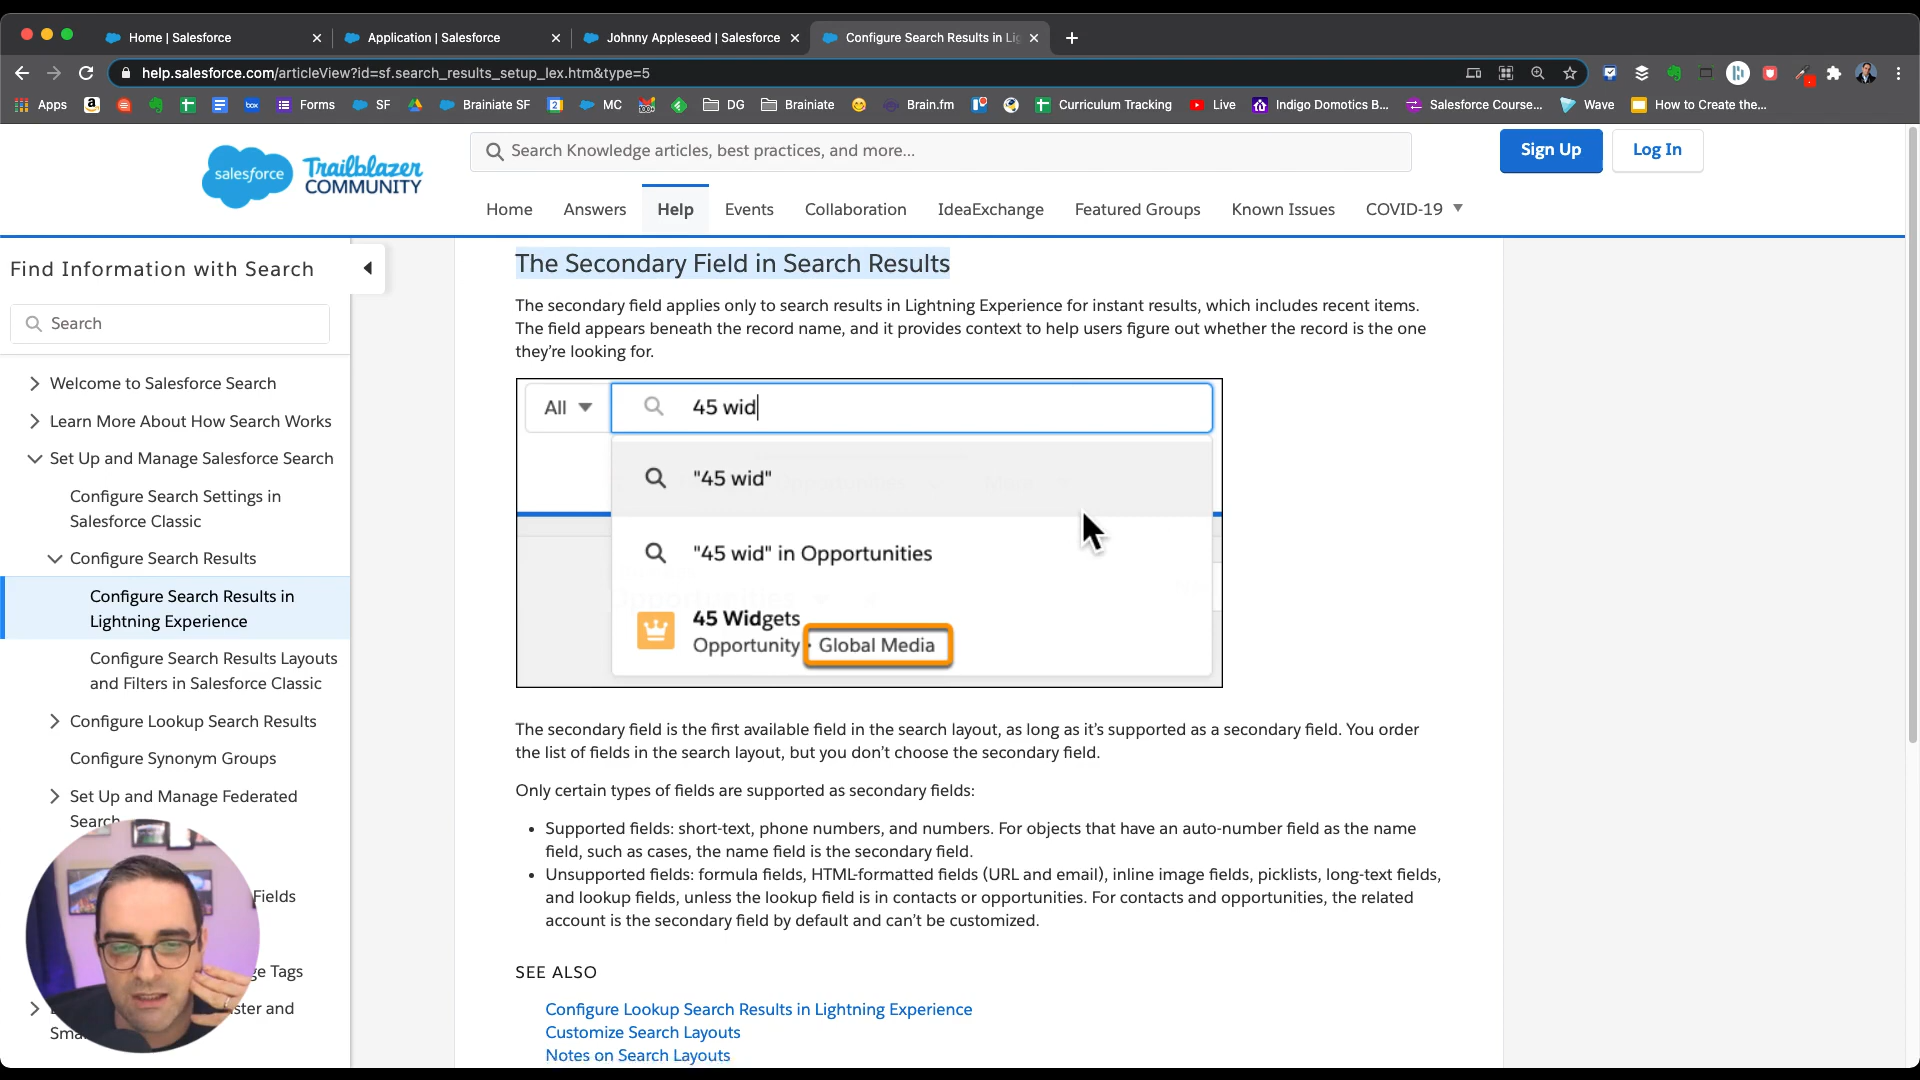 Home | Salesforce
Application | Salesforce
Johnny Appleseed | Salesforce
Configure Search Results in Lig
help.salesforce.com/articleView?id=sf.search_results_setup_lex.htm&type=5
Apps
box
Forms
SF
Brainiate SF
2
MC
DG
Brainiate
Brain.fm
Curriculum Tracking
Live
Indigo Domotics B...
Salesforce Course...
Wave
How to Create the...
salesforce
Trailblazer
COMMUNITY
Search Knowledge articles, best practices, and more...
Sign Up
Log In
Home
Answers
Help
Events
Collaboration
IdeaExchange
Featured Groups
Known Issues
COVID-19
Find Information with Search
Search
Welcome to Salesforce Search
Learn More About How Search Works
Set Up and Manage Salesforce Search
Configure Search Settings in
Salesforce Classic
Configure Search Results
Configure Search Results in
Lightning Experience
Configure Search Results Layouts
and Filters in Salesforce Classic
Configure Lookup Search Results
Configure Synonym Groups
Set Up and Manage Federated
Search
Fields
ge Tags
ster and
Sma
The Secondary Field in Search Results
The secondary field applies only to search results in Lightning Experience for instant results, which includes recent items.
The field appears beneath the record name, and it provides context to help users figure out whether the record is the one
they’re looking for.
All
45 wid
"45 wid"
"45 wid" in Opportunities
45 Widgets
Opportunity · Global Media
The secondary field is the first available field in the search layout, as long as it’s supported as a secondary field. You order
the list of fields in the search layout, but you don’t choose the secondary field.
Only certain types of fields are supported as secondary fields:
• Supported fields: short-text, phone numbers, and numbers. For objects that have an auto-number field as the name
field, such as cases, the name field is the secondary field.
• Unsupported fields: formula fields, HTML-formatted fields (URL and email), inline image fields, picklists, long-text fields,
and lookup fields, unless the lookup field is in contacts or opportunities. For contacts and opportunities, the related
account is the secondary field by default and can’t be customized.
SEE ALSO
Configure Lookup Search Results in Lightning Experience
Customize Search Layouts
Notes on Search Layouts